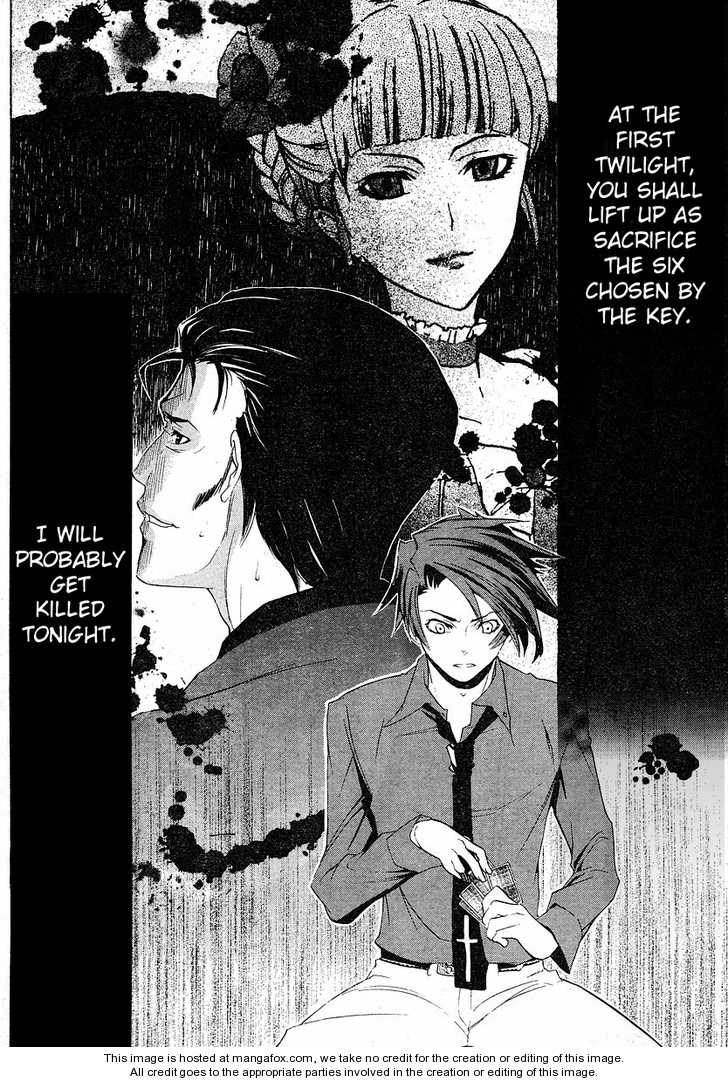 AT THE
FIRST
TWILIGHT,
YOU SHALL
LIFT UP AS
SACRIFICE
THE SIX
CHOSEN BY
THE KEY.
I WILL
PROBABLY
GET
KILLED
TONIGHT.
This image is hosted at mangafox.com, we take no credit for the creation or editing of this image.
All credit goes to the appropriate parties involved in the creation or editing of this image.